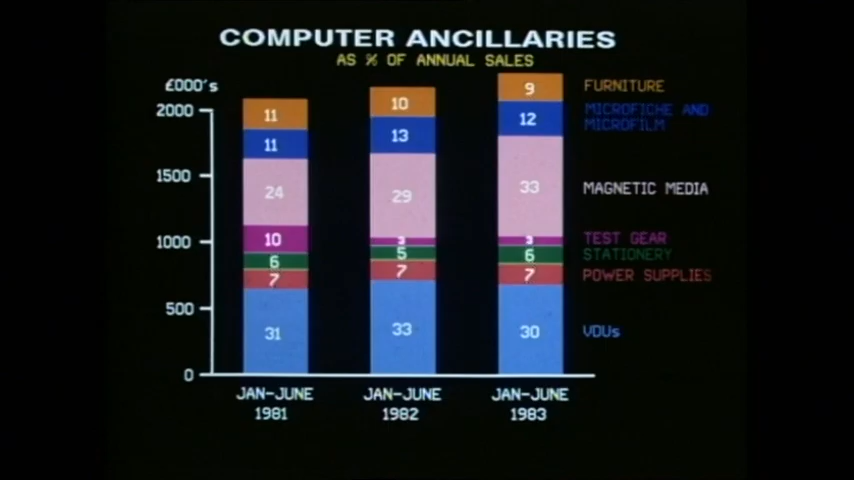 COMPUTER ANCILLARIES
AS % OF ANNUAL SALES
£000's
2000
1500
1000
500
0
11
11
24
10
6
7
31
10
13
29
3
5
7
33
9
12
33
3
6
7
30
FURNITURE
MICROFICHE AND
MICROFILM
MAGNETIC MEDIA
TEST GEAR
STATIONERY
POWER SUPPLIES
VDUs
JAN-JUNE
1981
JAN-JUNE
1982
JAN-JUNE
1983